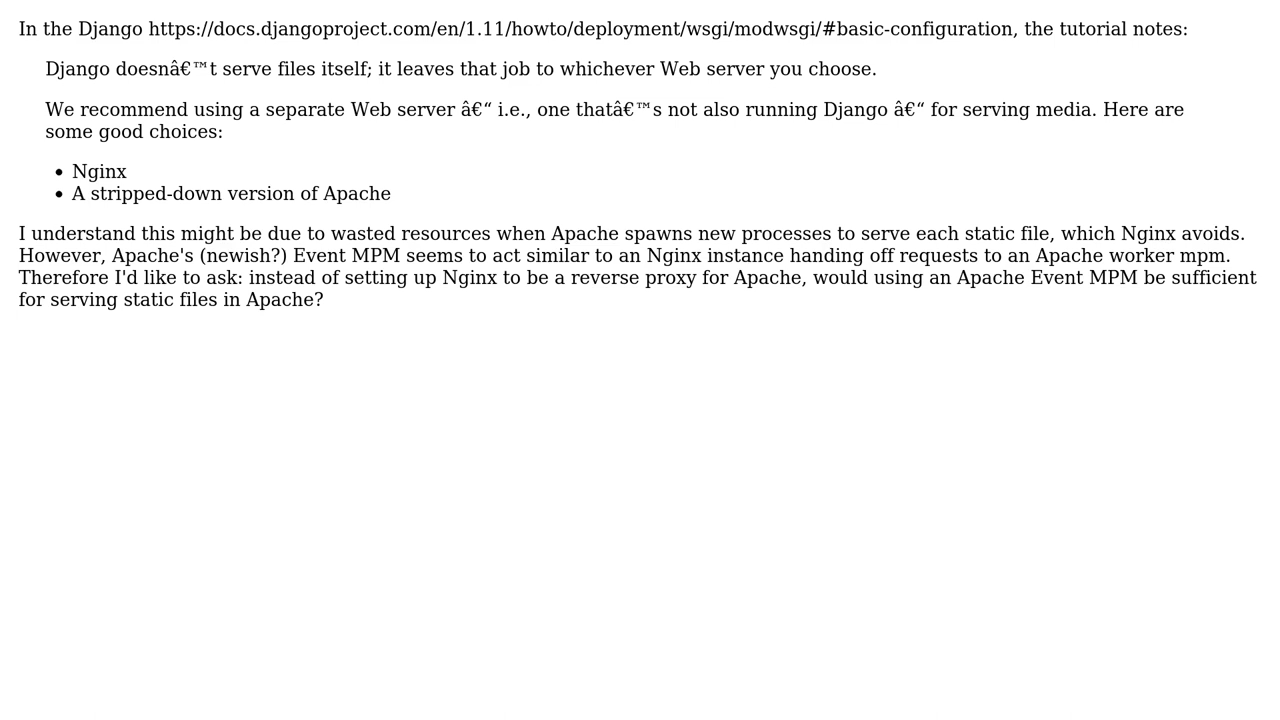 In the Django https://docs.djangoproject.com/en/1.11/howto/deployment/wsgi/modwsgi/#basic-configuration, the tutorial notes:
Django doesnâ€™t serve files itself; it leaves that job to whichever Web server you choose.
We recommend using a separate Web server â€“ i.e., one thatâ€™s not also running Django â€“ for serving media. Here are
some good choices:
• Nginx
• A stripped-down version of Apache
I understand this might be due to wasted resources when Apache spawns new processes to serve each static file, which Nginx avoids.
However, Apache's (newish?) Event MPM seems to act similar to an Nginx instance handing off requests to an Apache worker mpm.
Therefore I'd like to ask: instead of setting up Nginx to be a reverse proxy for Apache, would using an Apache Event MPM be sufficient
for serving static files in Apache?